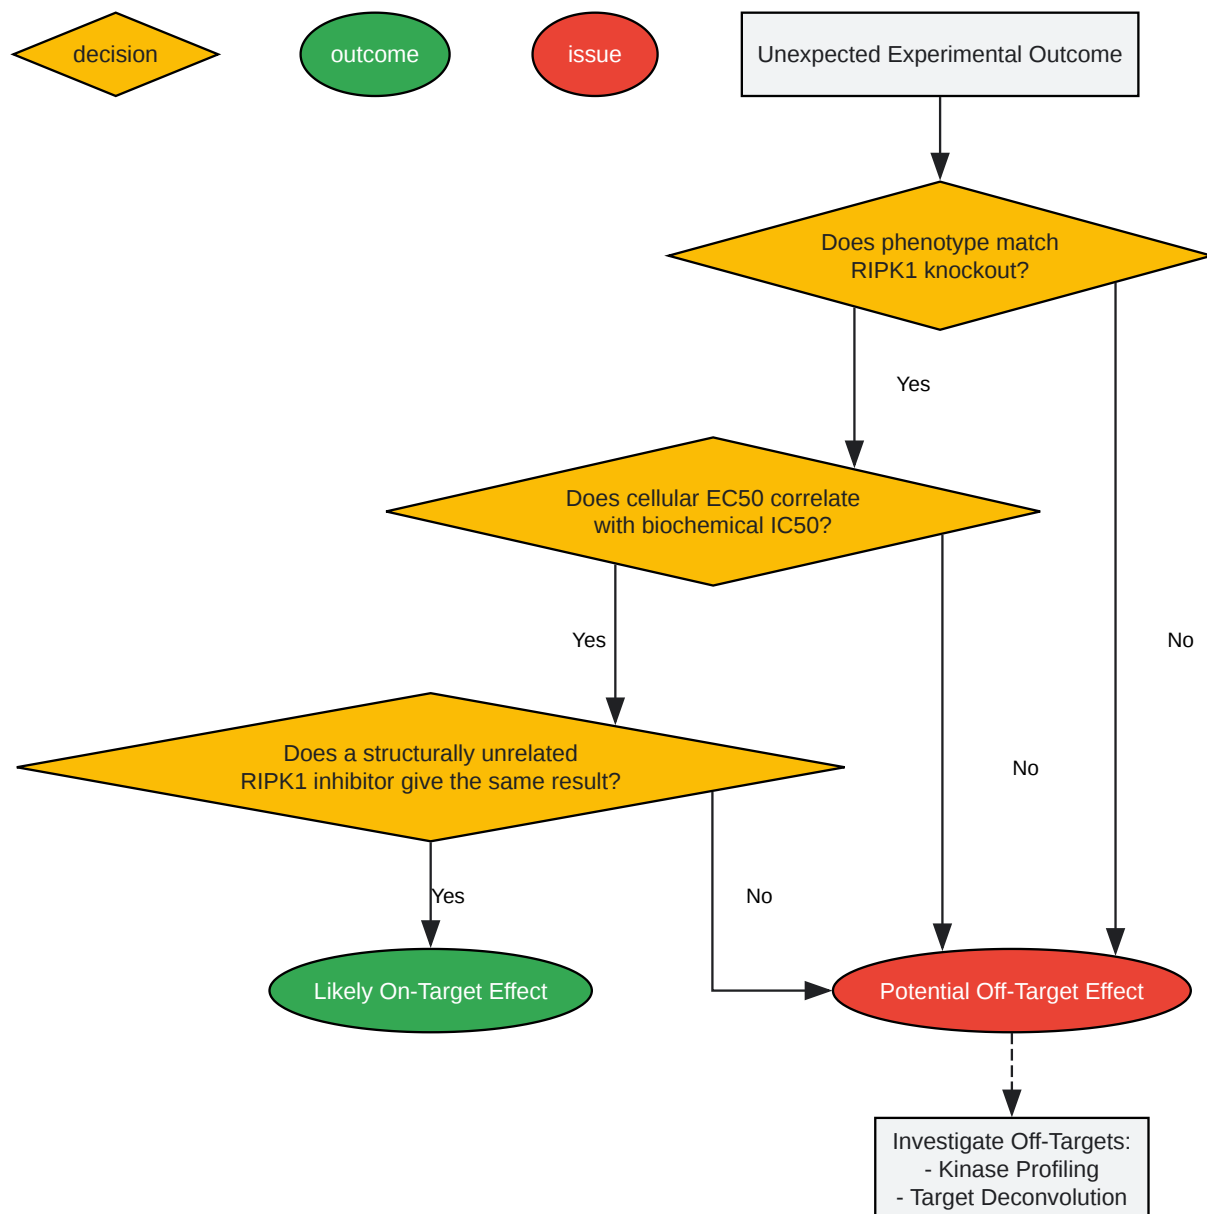 decision
outcome
issue
Unexpected Experimental Outcome
Does phenotype match
RIPK1 knockout?
Yes
Does cellular EC50 correlate
with biochemical IC50?
Yes
No
Does a structurally unrelated
RIPK1 inhibitor give the same result?
No
Yes
No
Likely On-Target Effect
Potential Off-Target Effect
Investigate Off-Targets:
- Kinase Profiling
- Target Deconvolution